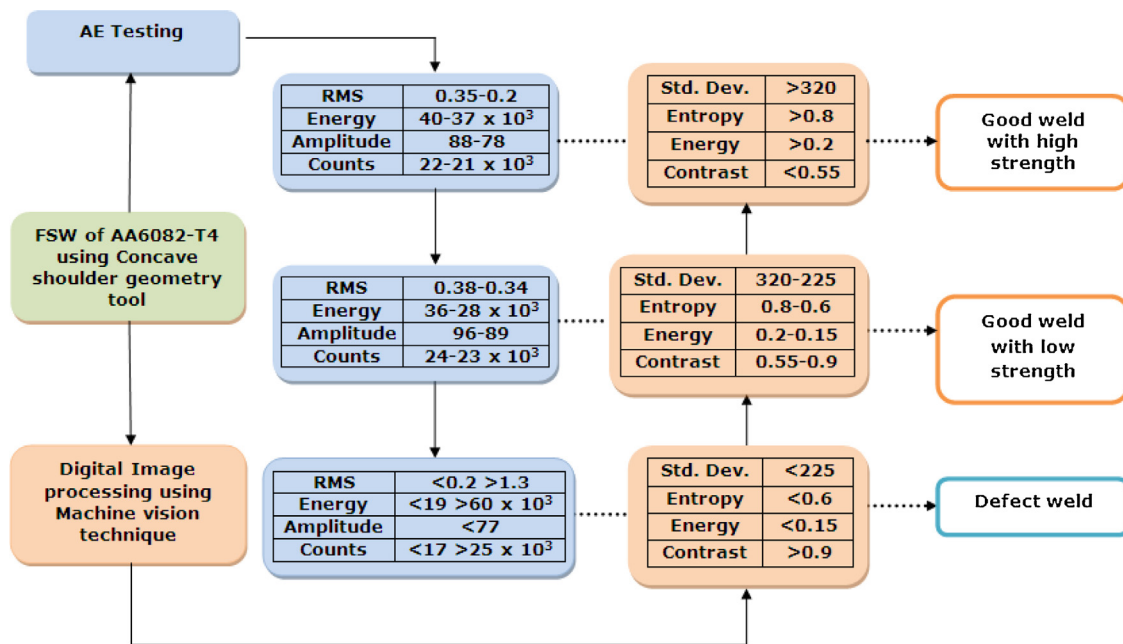 AE Testing
RMS 0.35-0.2
Energy 40-37 x 10³
Amplitude 88-78
Counts 22-21 x 10³
Std. Dev. >320
Entropy >0.8
Energy >0.2
Contrast <0.55
Good weld
with high
strength
FSW of AA6082-T4
using Concave
shoulder geometry
tool
RMS 0.38-0.34
Energy 36-28 x 10³
Amplitude 96-89
Counts 24-23 x 10³
Std. Dev. 320-225
Entropy 0.8-0.6
Energy 0.2-0.15
Contrast 0.55-0.9
Good weld
with low
strength
Digital Image
processing using
Machine vision
technique
RMS <0.2 >1.3
Energy <19 >60 x 10³
Amplitude <77
Counts <17 >25 x 10³
Std. Dev. <225
Entropy <0.6
Energy <0.15
Contrast >0.9
Defect weld